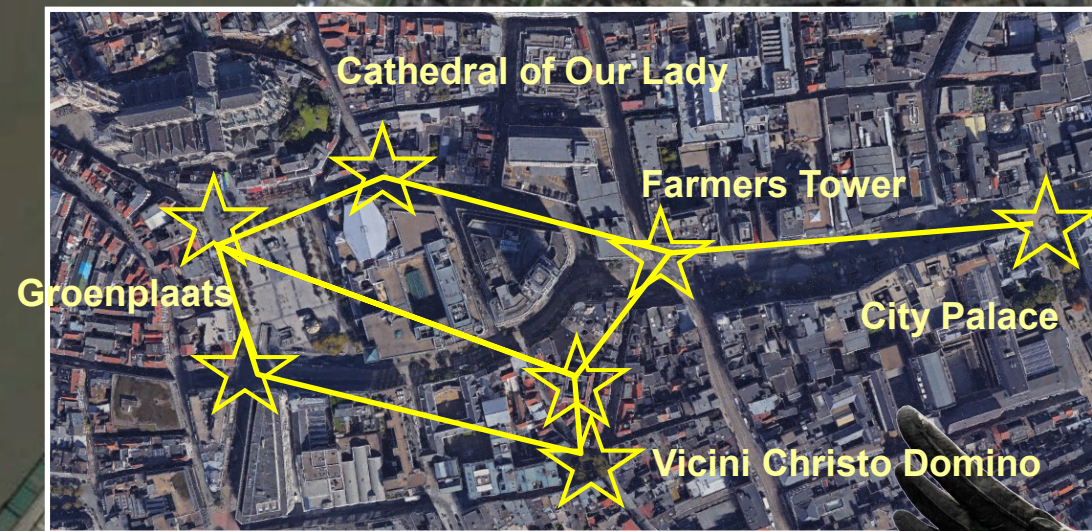 Cathedral of Our Lady
Farmers Tower
Groenplaats
City Palace
Vicini Christo Domino